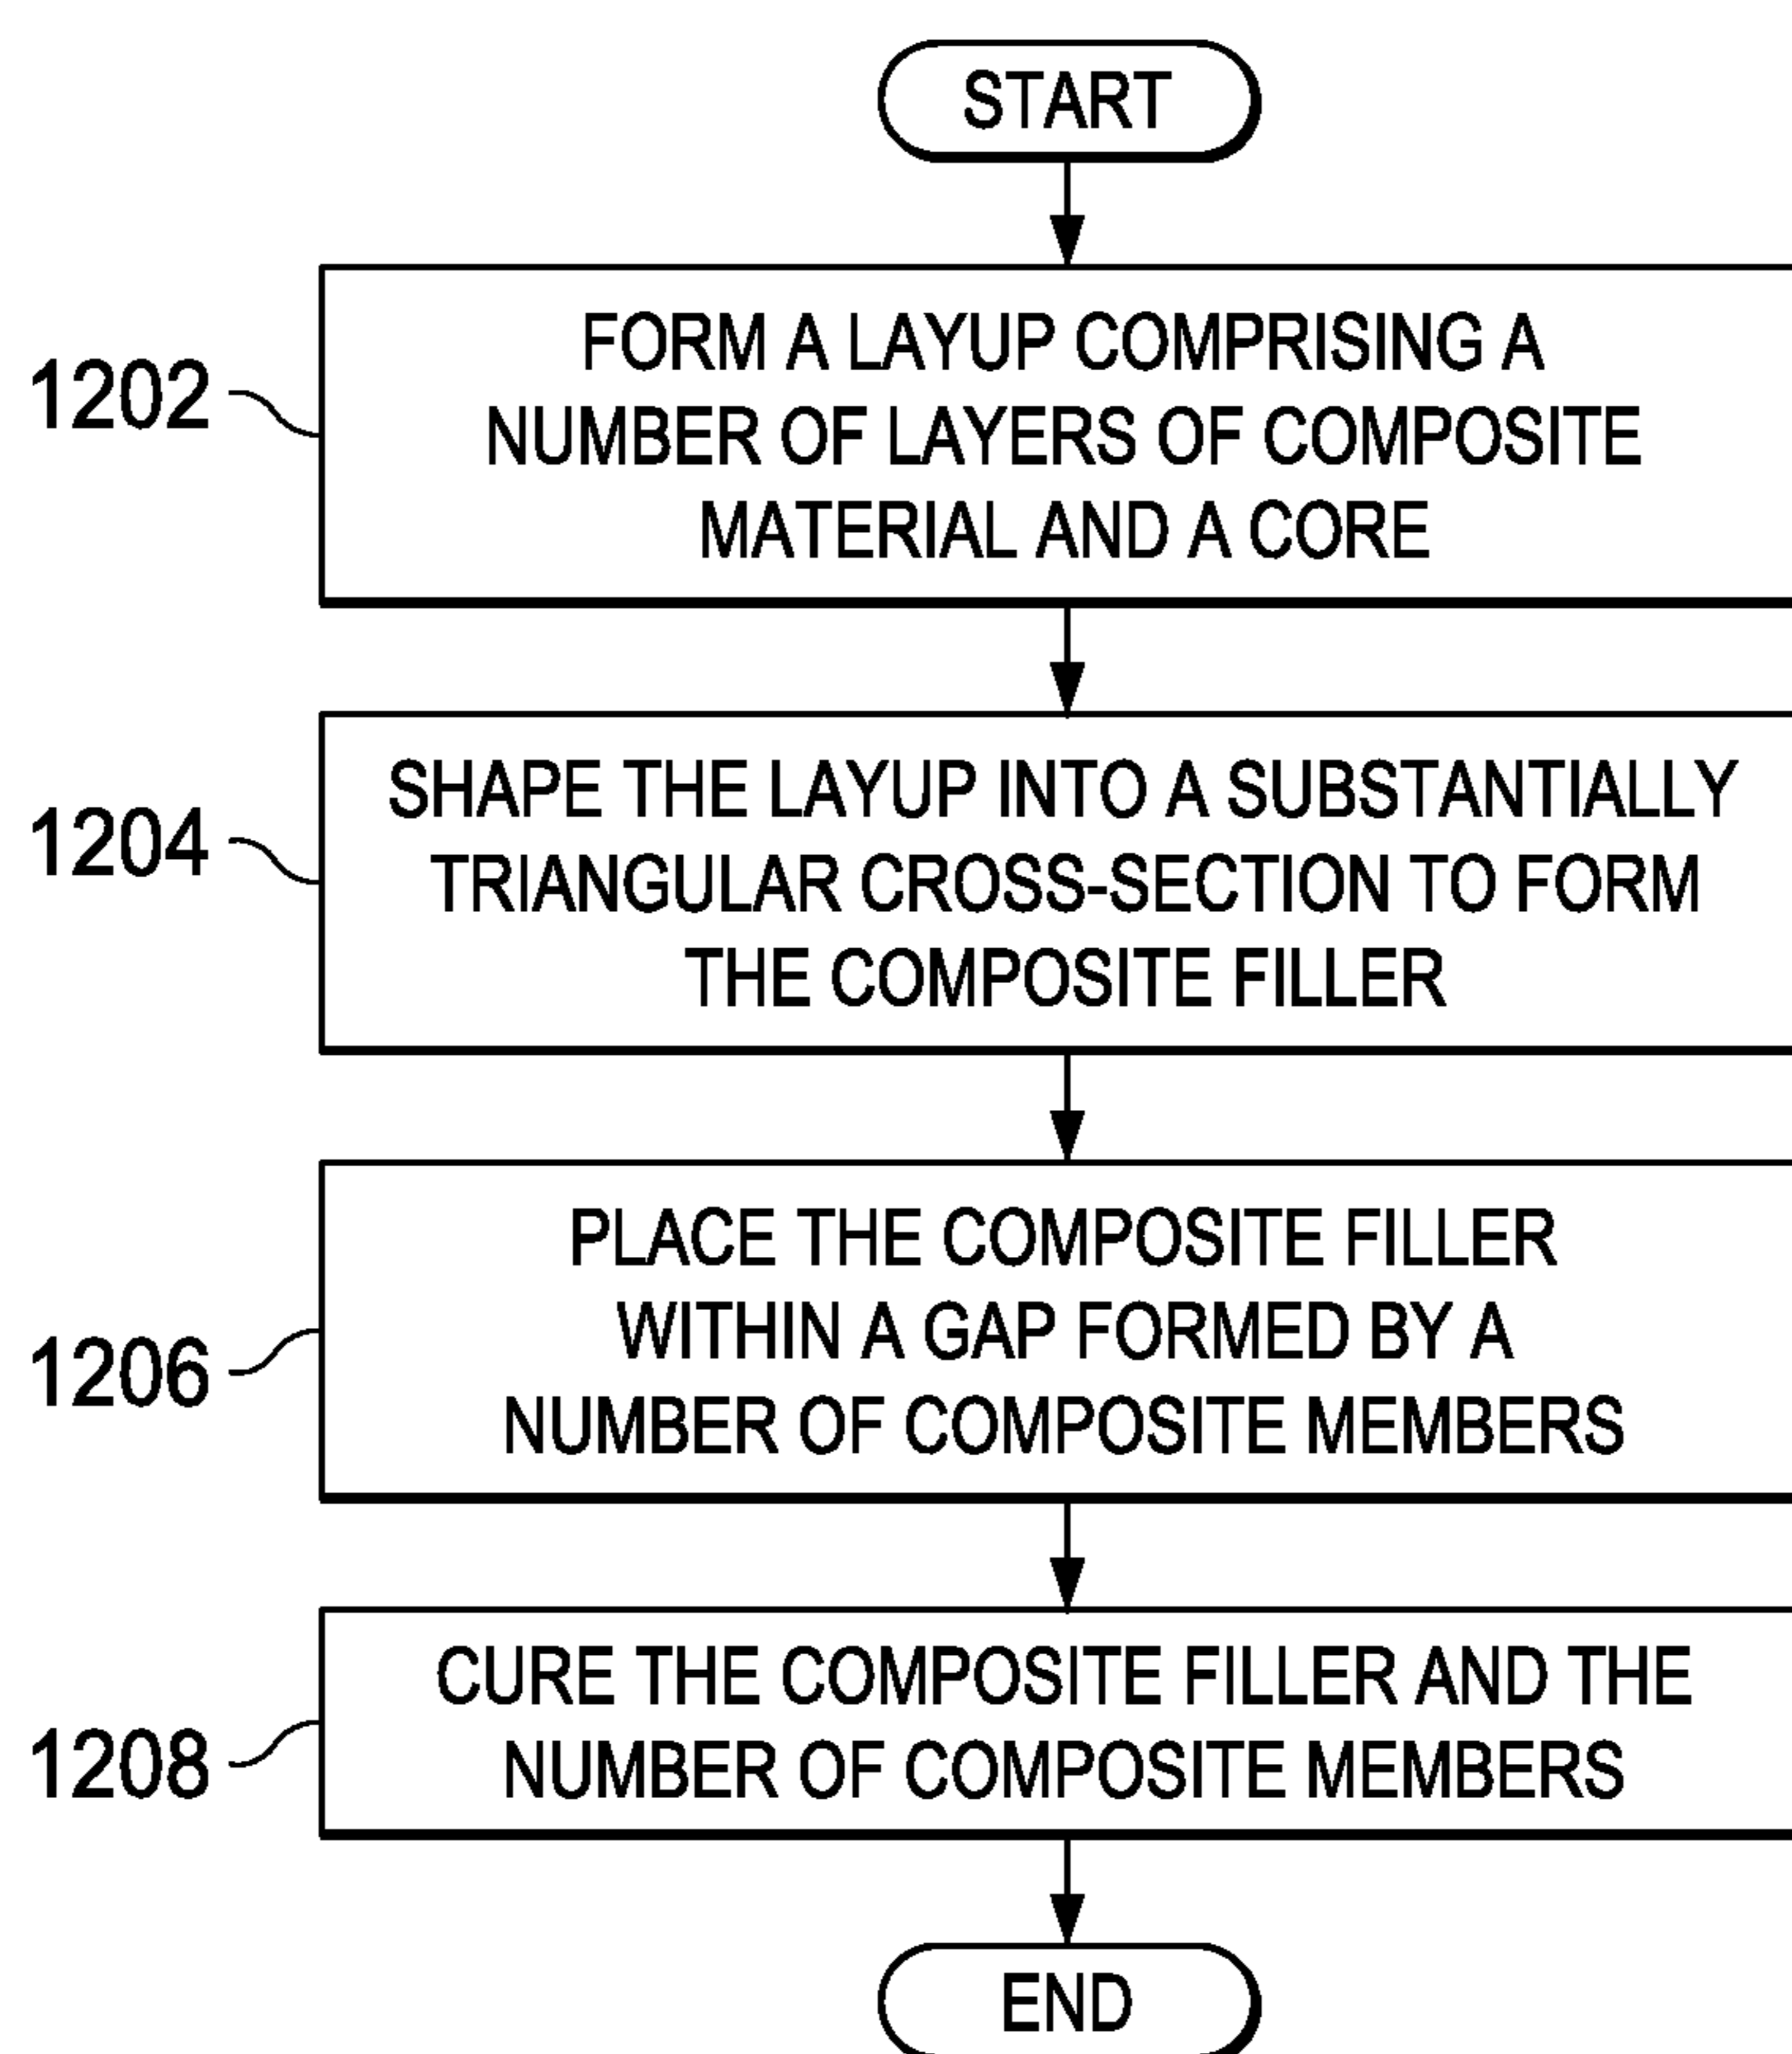 START
1202
FORM A LAYUP COMPRISING A
NUMBER OF LAYERS OF COMPOSITE
MATERIAL AND A CORE
1204
SHAPE THE LAYUP INTO A SUBSTANTIALLY
TRIANGULAR CROSS-SECTION TO FORM
THE COMPOSITE FILLER
1206
PLACE THE COMPOSITE FILLER
WITHIN A GAP FORMED BY A
NUMBER OF COMPOSITE MEMBERS
1208
CURE THE COMPOSITE FILLER AND THE
NUMBER OF COMPOSITE MEMBERS
END